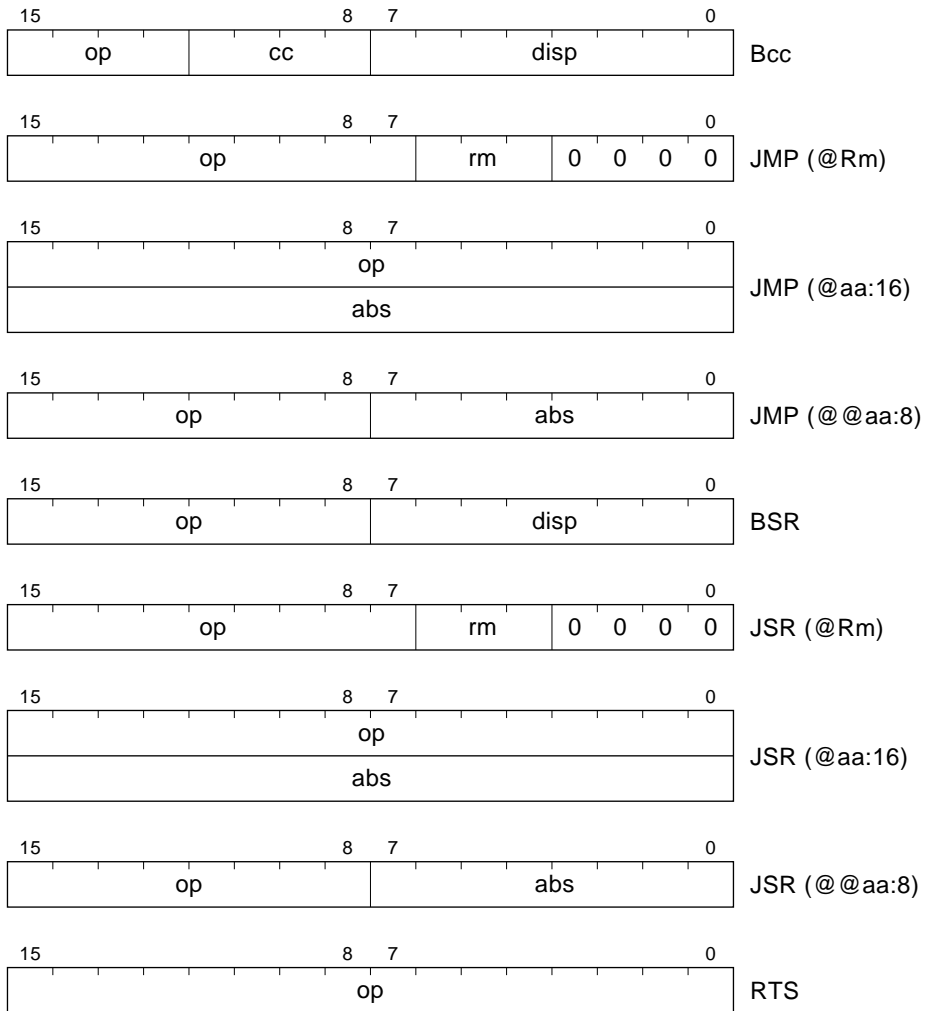 15 8 7 0
op cc disp Bcc
15 8 7 0
op rm 0 0 0 0 JMP (@Rm)
15 8 7 0
op
JMP (@aa:16)
abs
15 8 7 0
op abs JMP (@@aa:8)
15 8 7 0
op disp BSR
15 8 7 0
op rm 0 0 0 0 JSR (@Rm)
15 8 7 0
op
JSR (@aa:16)
abs
15 8 7 0
op abs JSR (@@aa:8)
15 8 7 0
op RTS